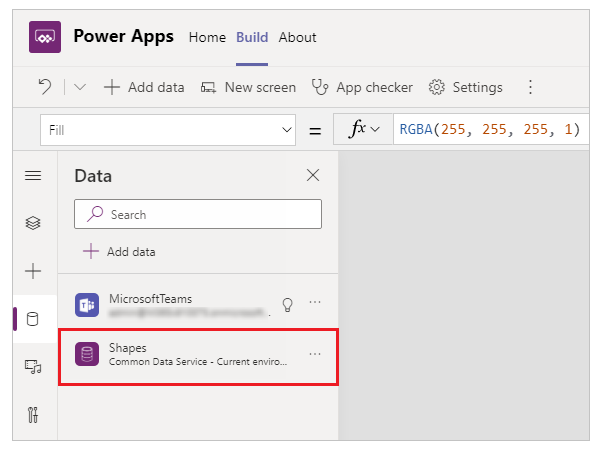 Power Apps Home Build About
Add data New screen App checker Settings
Fill = fx RGBA(255, 255, 255, 1)
Data
Search
Add data
MicrosoftTeams
Shapes
Common Data Service - Current enviro...